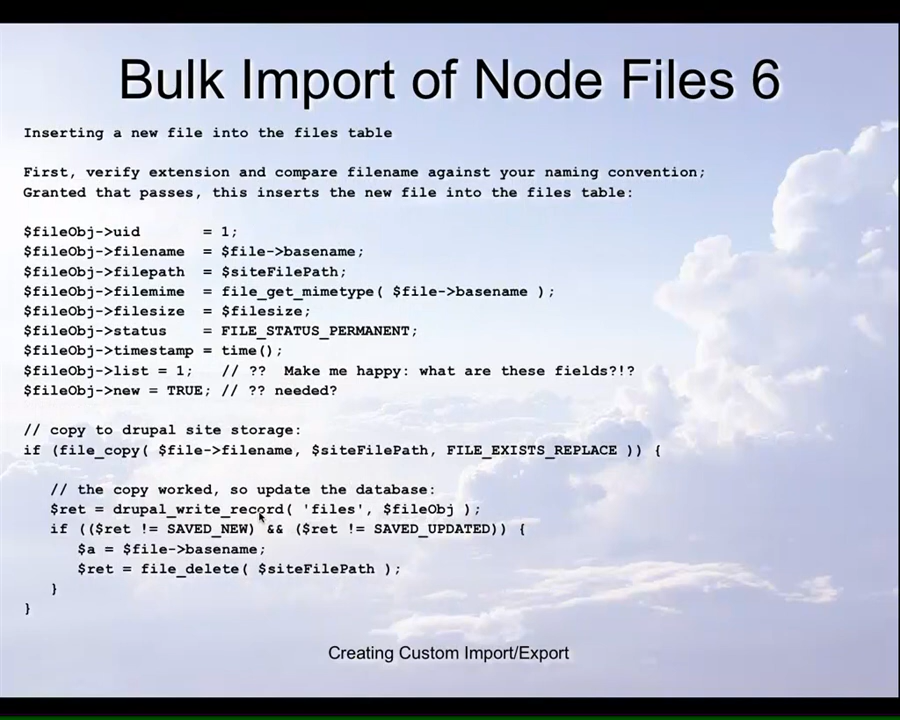 Bulk Import of Node Files 6
Inserting a new file into the files table
First, verify extension and compare filename against your naming convention;
Granted that passes, this inserts the new file into the files table:
$fileObj->uid       = 1;
$fileObj->filename  = $file->basename;
$fileObj->filepath  = $siteFilePath;
$fileObj->filemime  = file_get_mimetype( $file->basename );
$fileObj->filesize  = $filesize;
$fileObj->status    = FILE_STATUS_PERMANENT;
$fileObj->timestamp = time();
$fileObj->list = 1;   // ??  Make me happy: what are these fields?!?
$fileObj->new = TRUE; // ?? needed?
// copy to drupal site storage:
if (file_copy( $file->filename, $siteFilePath, FILE_EXISTS_REPLACE )) {
   // the copy worked, so update the database:
   $ret = drupal_write_record( 'files', $fileObj );
   if (($ret != SAVED_NEW) && ($ret != SAVED_UPDATED)) {
      $a = $file->basename;
      $ret = file_delete( $siteFilePath );
   }
}
Creating Custom Import/Export